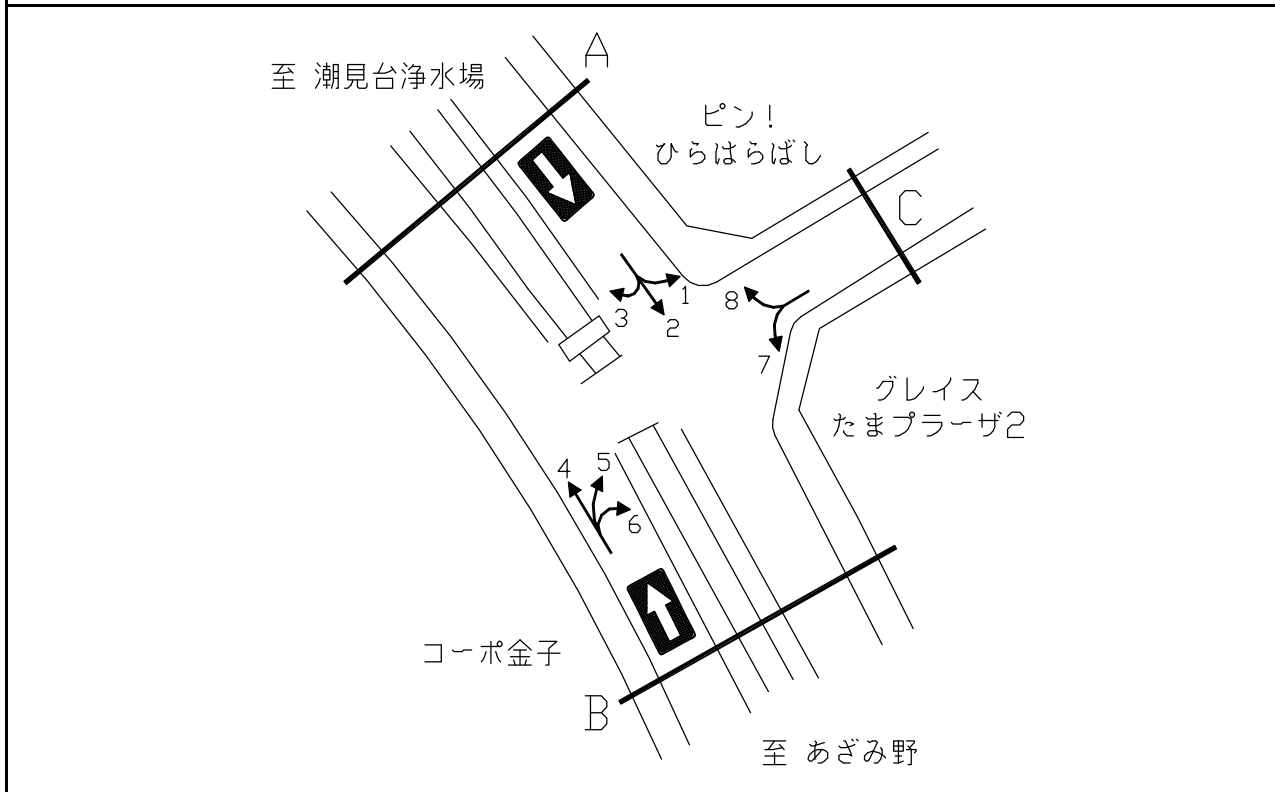 A
至 潮見台浄水場
ピン!
ひらはらばし
C
1
8
3
2
7
グレイス
たまプラーザ2
4
5
6
コーポ金子
B
至 あざみ野